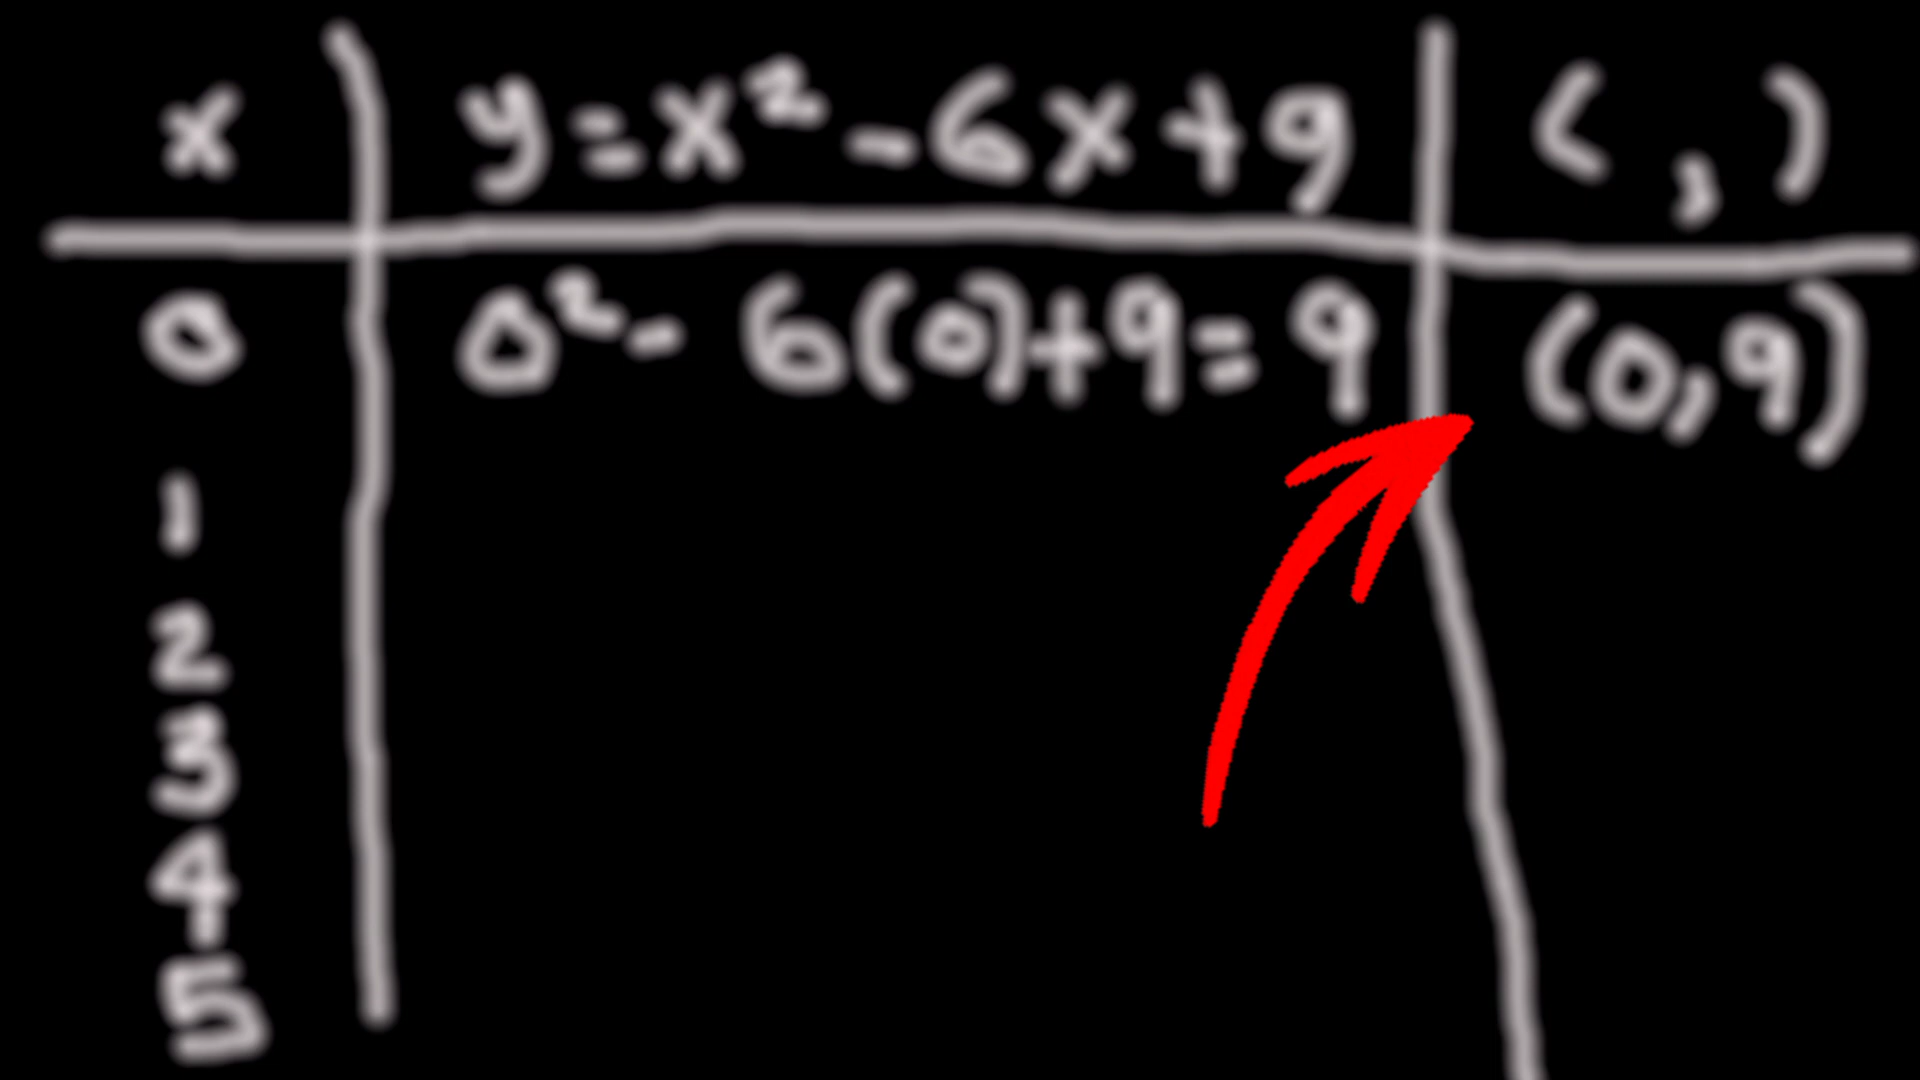 x y=x²-6x+9 ( , )
0 0²- 6(0)+9=9 (0,9)
1
2
3
4
5